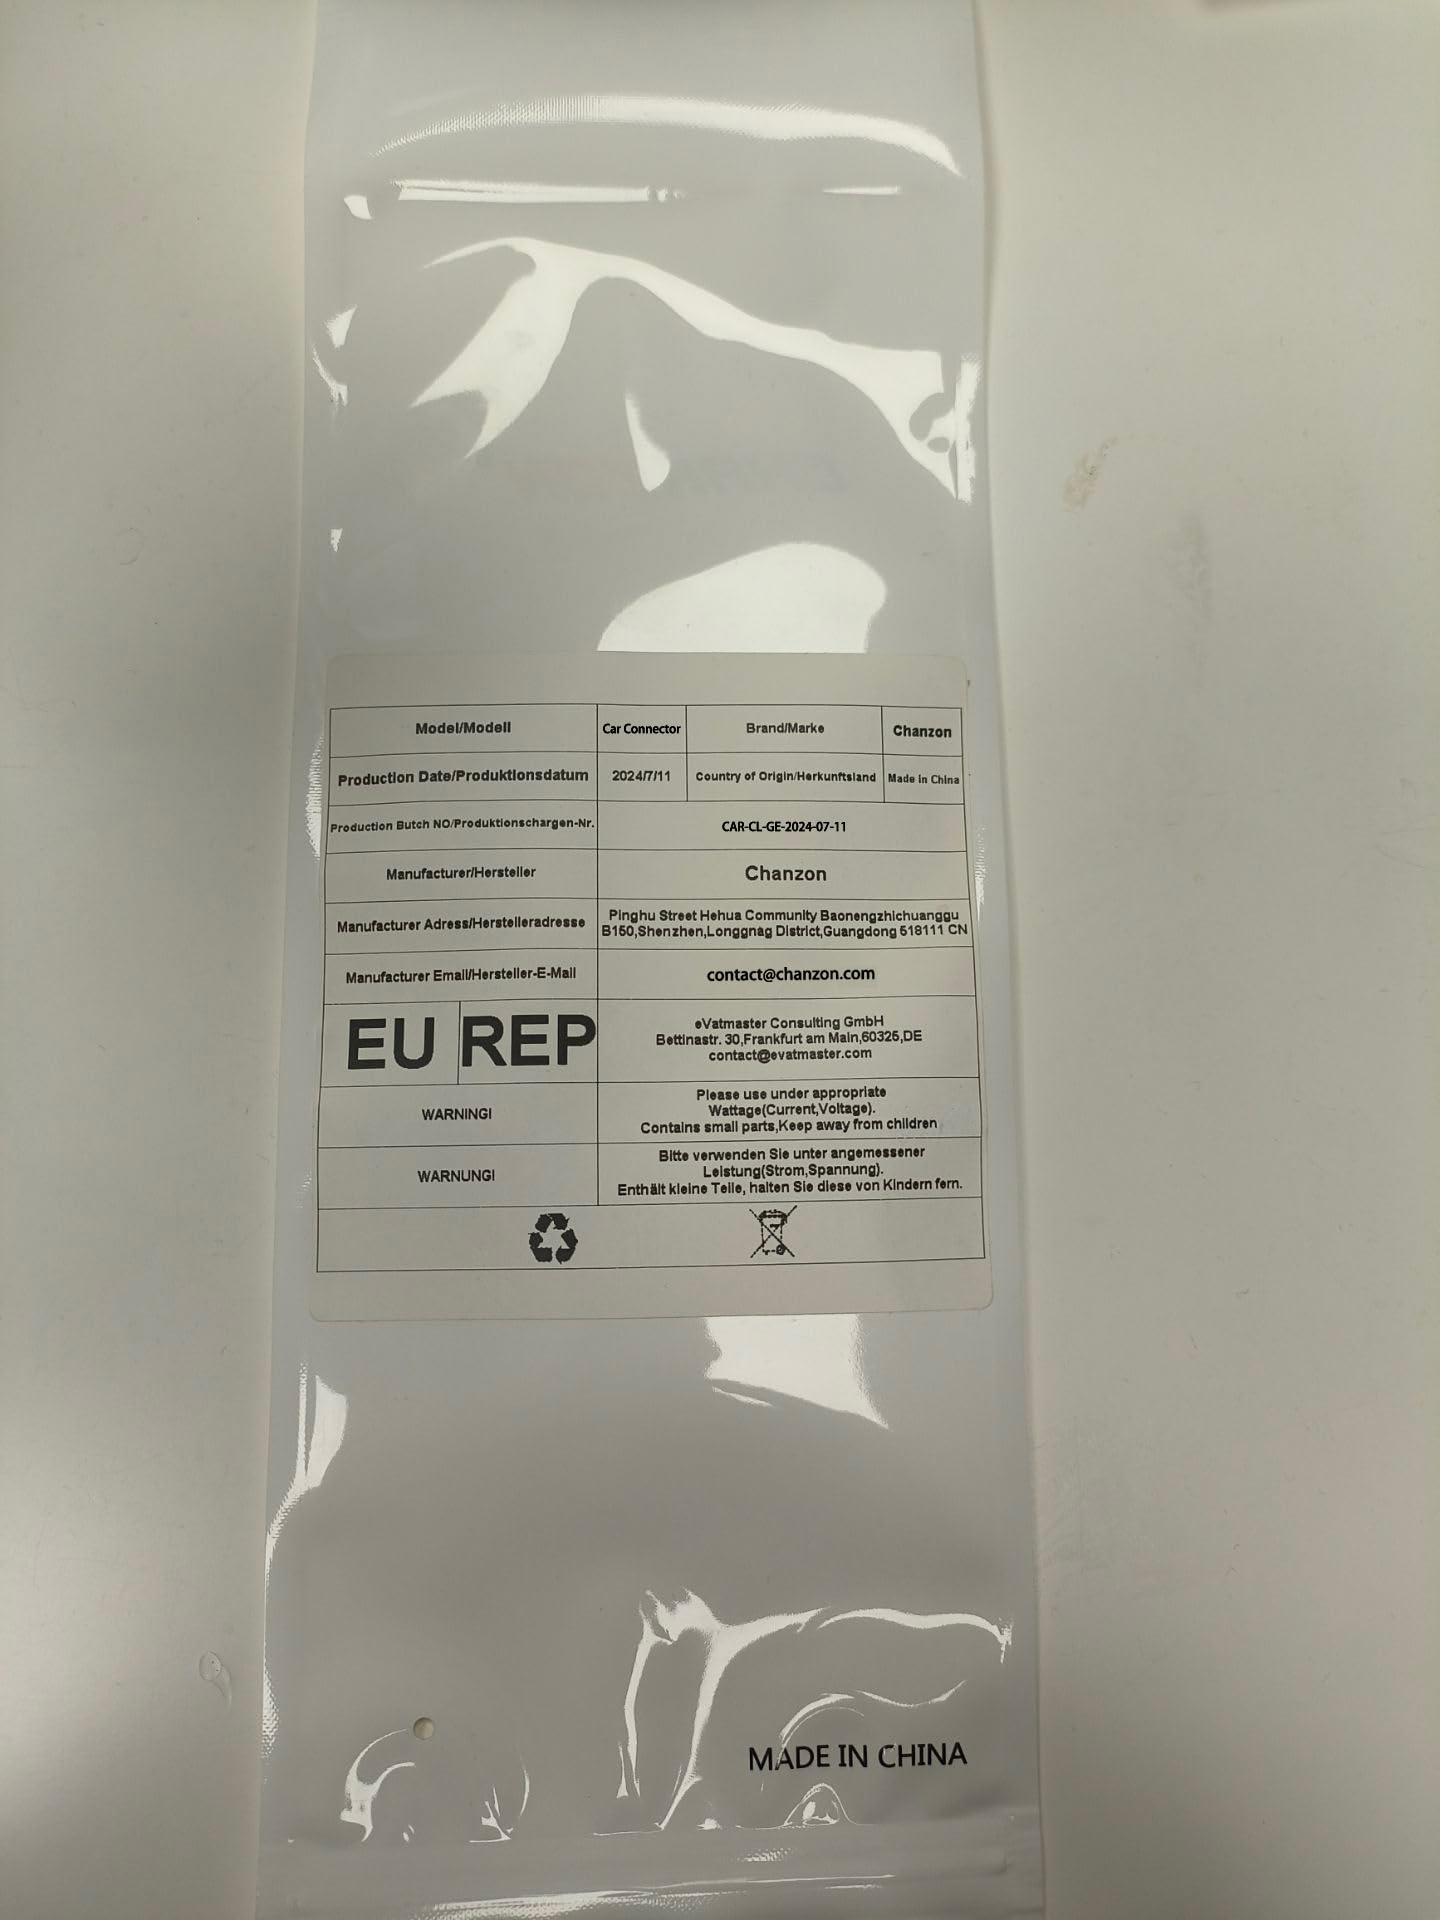 Model/Modell Car Connector Brand/Marke Chanzon
Production Date/Produktionsdatum 2024/7/11 Country of Origin/Herkunftsland Made in China
Production Butch NO/Produktionschargen-Nr. CAR-CL-GE-2024-07-11
Manufacturer/Hersteller Chanzon
Manufacturer Adress/Herstelleradresse
Pinghu Street Hehua Community Baonengzhichuanggu
B150,Shenzhen,Longgnag District,Guangdong 518111 CN
Manufacturer Email/Hersteller-E-Mail contact@chanzon.com
EU REP
eVatmaster Consulting GmbH
Bettinastr. 30,Frankfurt am Main,60325,DE
contact@evatmaster.com
WARNING!
Please use under appropriate
Wattage(Current,Voltage).
Contains small parts,Keep away from children
WARNUNG!
Bitte verwenden Sie unter angemessener
Leistung(Strom,Spannung).
Enthält kleine Teile, halten Sie diese von Kindern fern.
MADE IN CHINA